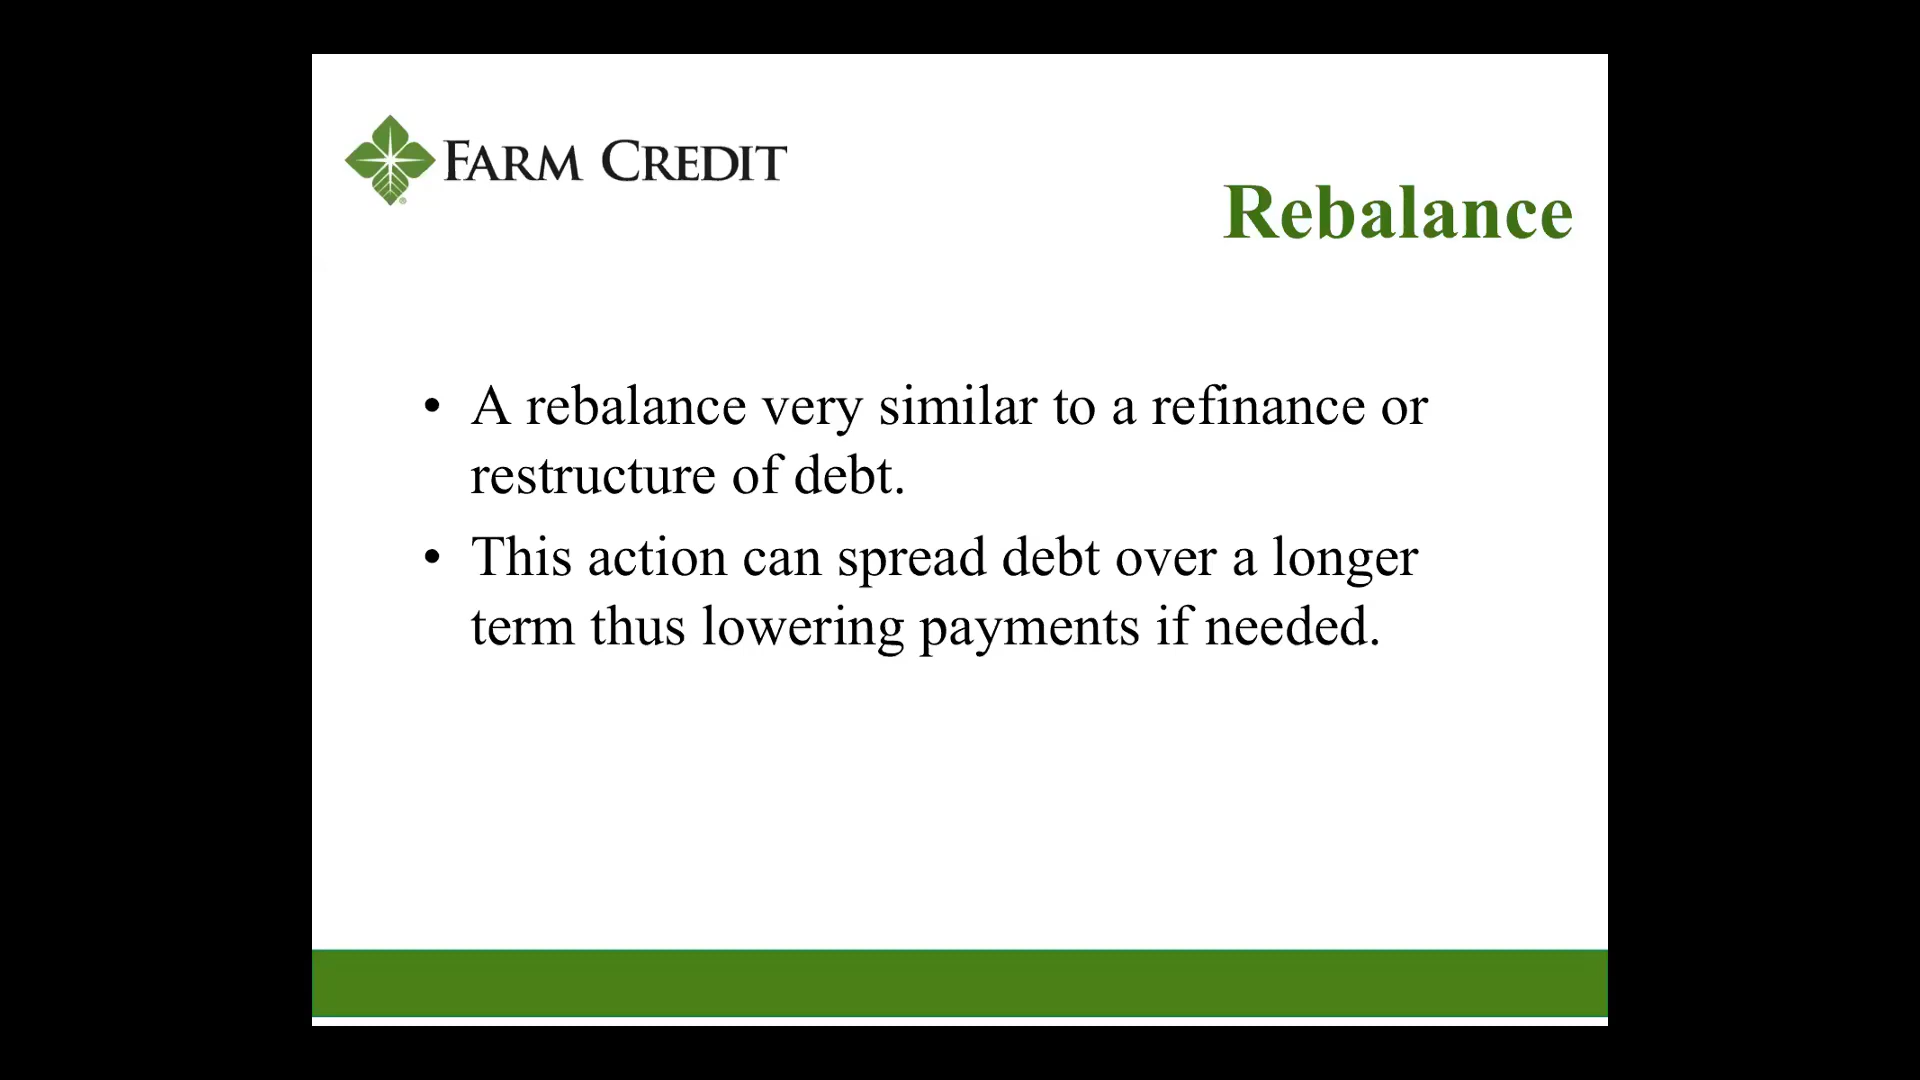 FARM CREDIT
Rebalance
• A rebalance very similar to a refinance or
restructure of debt.
• This action can spread debt over a longer
term thus lowering payments if needed.